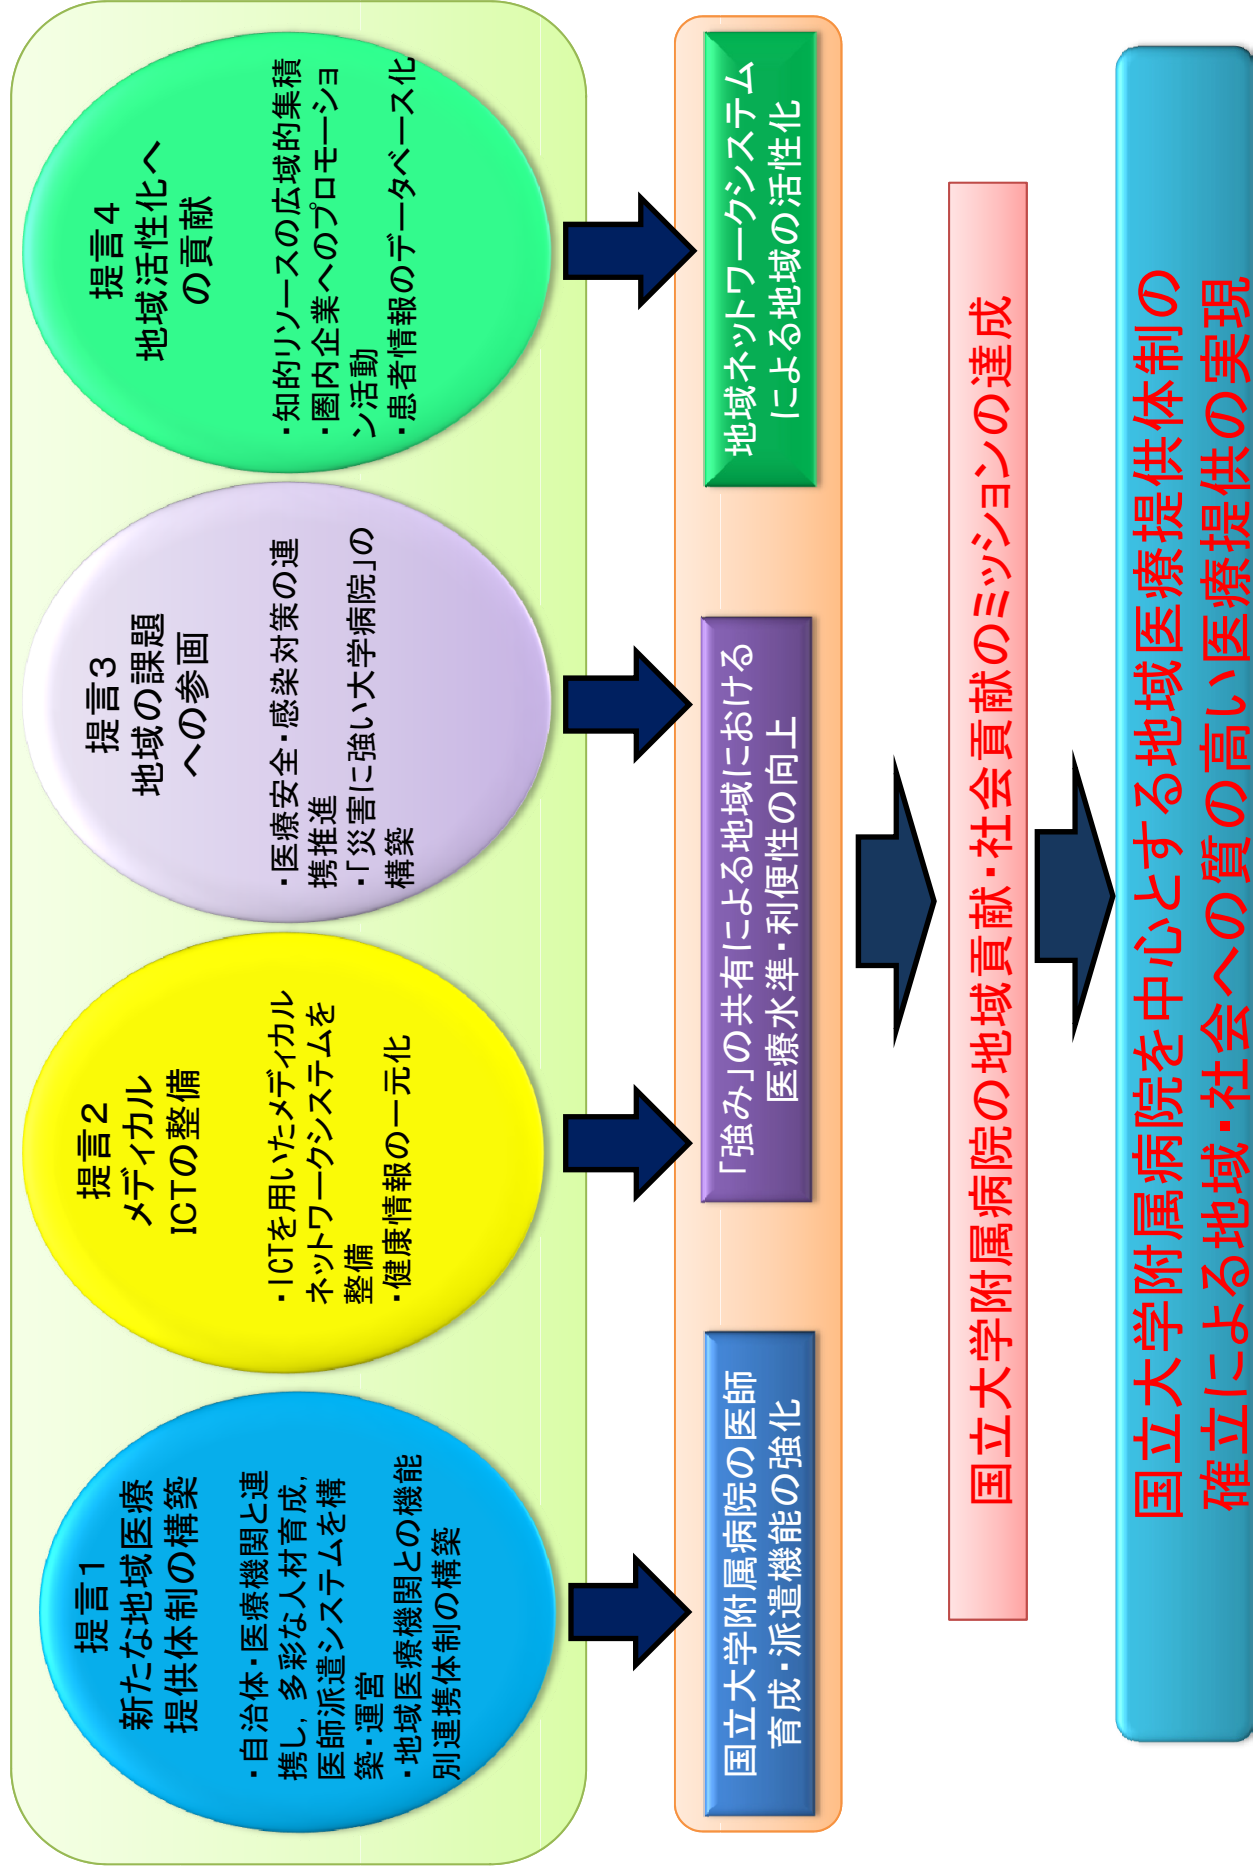 提言1
新たな地域医療
提供体制の構築
・自治体・医療機関と連
携し,多彩な人材育成,
医師派遣システムを構
築・運営
・地域医療機関との機能
別連携体制の構築
提言2
メディカル
ICTの整備
・ICTを用いたメディカル
ネットワークシステムを
整備
・健康情報の一元化
提言3
地域の課題
への参画
・医療安全・感染対策の連
携推進
・「災害に強い大学病院」の
構築
提言4
地域活性化へ
の貢献
・知的リソースの広域的集積
・圏内企業へのプロモーショ
ン活動
・患者情報のデータベース化
国立大学附属病院の医師
育成・派遣機能の強化
「強み」の共有による地域における
医療水準・利便性の向上
地域ネットワークシステム
による地域の活性化
国立大学附属病院の地域貢献・社会貢献のミッションの達成
国立大学附属病院を中心とする地域医療提供体制の
確立による地域・社会への質の高い医療提供の実現